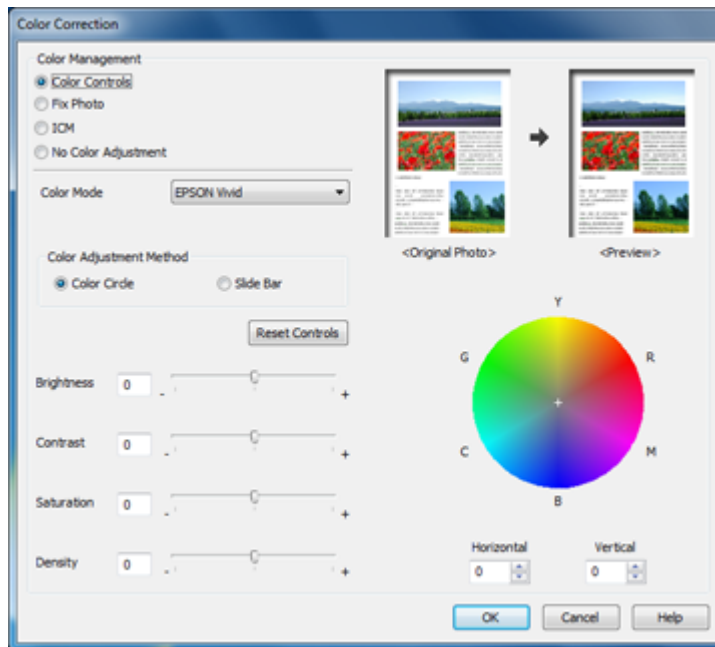 Color Correction
Color Management
Color Controls
Fix Photo
ICM
No Color Adjustment
Color Mode
EPSON Vivid
<Original Photo>
<Preview>
Color Adjustment Method
Color Circle
Slide Bar
Reset Controls
Brightness
0
-
+
Contrast
0
-
+
Saturation
0
-
+
Density
0
-
+
Y
G
R
C
M
B
Horizontal
Vertical
0
0
OK
Cancel
Help